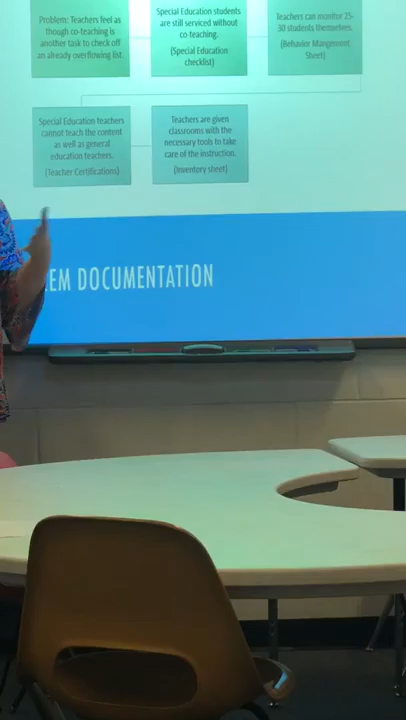 Problem: Teachers feel as
though co-teaching is
another task to check off
an already overflowing list.
Special Education students
are still serviced without
co-teaching.
(Special Education
checklist)
Teachers can monitor 25-
30 students themselves.
(Behavior Mangement
Sheet)
Special Education teachers
cannot teach the content
as well as general
education teachers.
(Teacher Certifications)
Teachers are given
classrooms with the
necessary tools to take
care of the instruction.
(Inventory sheet)
EM DOCUMENTATION